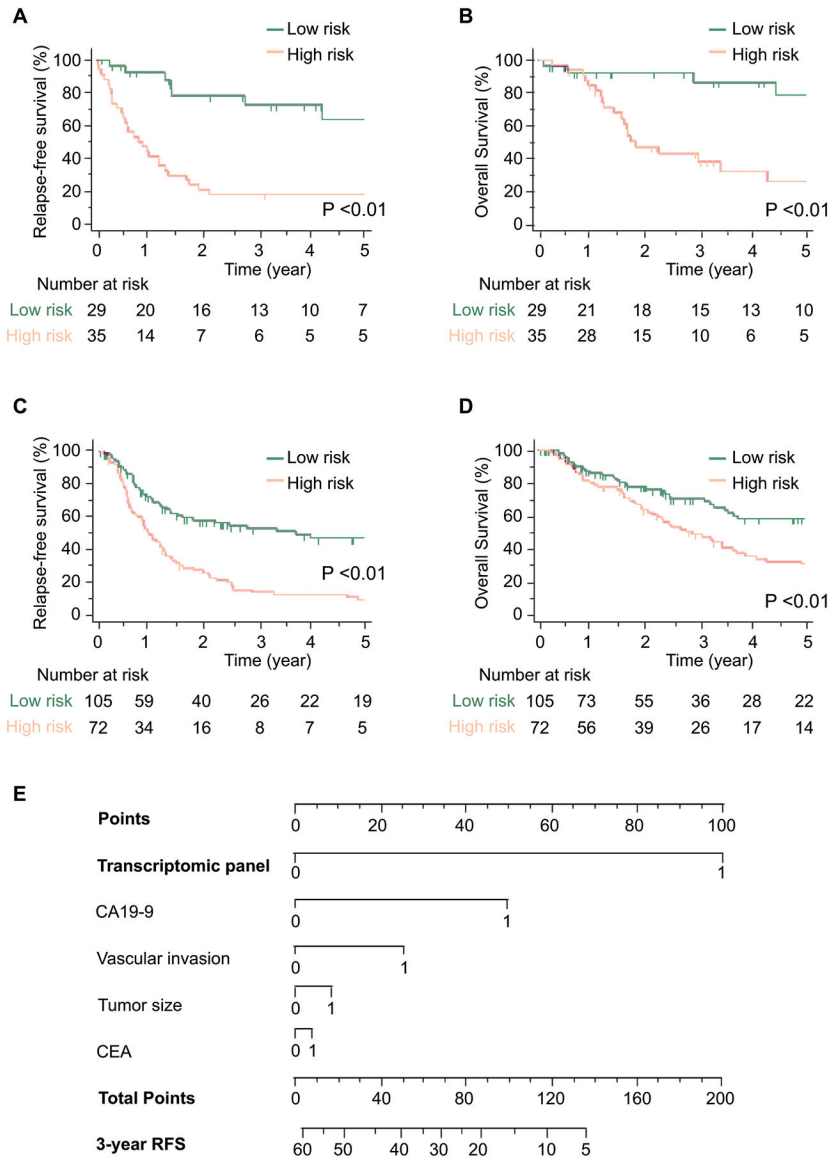 A
Low risk
High risk
Relapse-free survival (%)
100
80
60
40
20
0
P <0.01
0 1 2 3 4 5
Time (year)
Number at risk
Low risk 29 20 16 13 10 7
High risk 35 14 7 6 5 5
B
Low risk
High risk
Overall Survival (%)
100
80
60
40
20
0
P <0.01
0 1 2 3 4 5
Time (year)
Number at risk
Low risk 29 21 18 15 13 10
High risk 35 28 15 10 6 5
C
Low risk
High risk
Relapse-free survival (%)
100
80
60
40
20
0
P <0.01
0 1 2 3 4 5
Time (year)
Number at risk
Low risk 105 59 40 26 22 19
High risk 72 34 16 8 7 5
D
Low risk
High risk
Overall Survival (%)
100
80
60
40
20
0
P <0.01
0 1 2 3 4 5
Time (year)
Number at risk
Low risk 105 73 55 36 28 22
High risk 72 56 39 26 17 14
E
Points
0 20 40 60 80 100
Transcriptomic panel
0 1
CA19-9
0 1
Vascular invasion
0 1
Tumor size
0 1
CEA
0 1
Total Points
0 40 80 120 160 200
3-year RFS
60 50 40 30 20 10 5